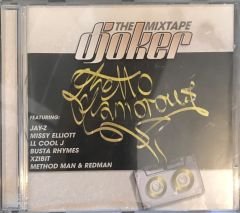 THE MIXTAPE
djoker
Ghetto
Glamorous
FEATURING:
JAY-Z
MISSY ELLIOTT
LL COOL J
BUSTA RHYMES
XZIBIT
METHOD MAN & REDMAN